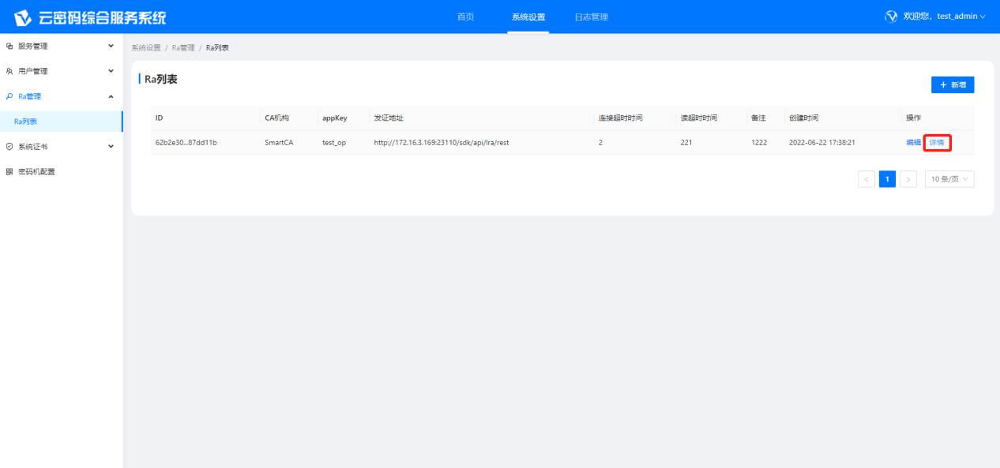 云密码综合服务系统
首页 系统设置 日志管理
欢迎您，test_admin
服务管理
用户管理
Ra管理
Ra列表
系统证书
密码机配置
系统设置 / Ra管理 / Ra列表
Ra列表
+ 新增
ID CA机构 appKey 发证地址 连接超时时间 读超时时间 备注 创建时间 操作
62b2e30...87dd11b SmartCA test_op http://172.16.3.169:23110/sdk/api/lra/rest 2 221 1222 2022-06-22 17:38:21 编辑 详情
< 1 > 10 条/页